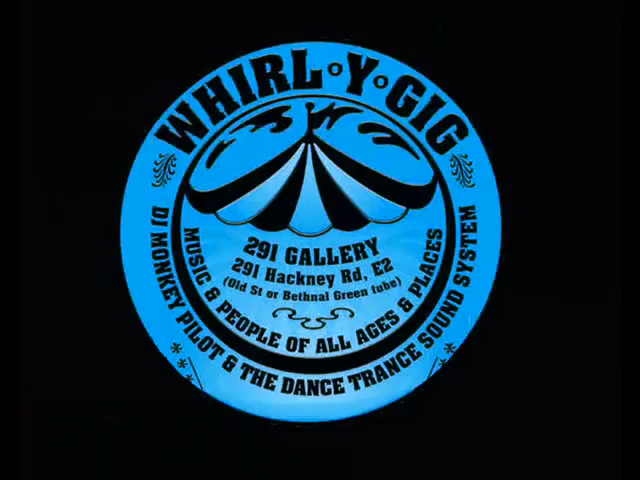 WHIRL-Y-GIG
291 GALLERY
291 Hackney Rd, E2
(Old St or Bethnal Green tube)
MUSIC & PEOPLE OF ALL AGES & PLACES
DJ MONKEY PILOT & THE DANCE TRANCE SOUND SYSTEM